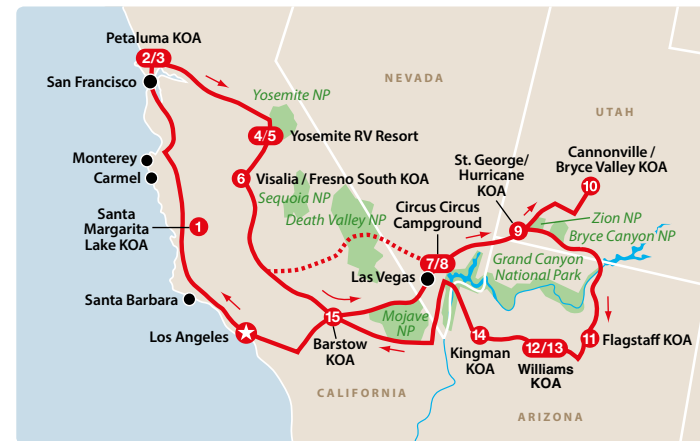 Petaluma KOA
2/3
San Francisco
NEVADA
Yosemite NP
UTAH
4/5
Yosemite RV Resort
Cannonville /
Bryce Valley KOA
Monterey
St. George/
Hurricane
KOA
6
Visalia / Fresno South KOA
Carmel
10
Sequoia NP
Circus Circus
Campground
Santa
Margarita
Lake KOA
1
Death Valley NP
9
Zion NP
Bryce Canyon NP
7/8
Grand Canyon
National Park
Las Vegas
Santa Barbara
15
Mojave
NP
Los Angeles
Barstow
KOA
14
Kingman
KOA
12/13
Williams
KOA
11
Flagstaff KOA
CALIFORNIA
ARIZONA